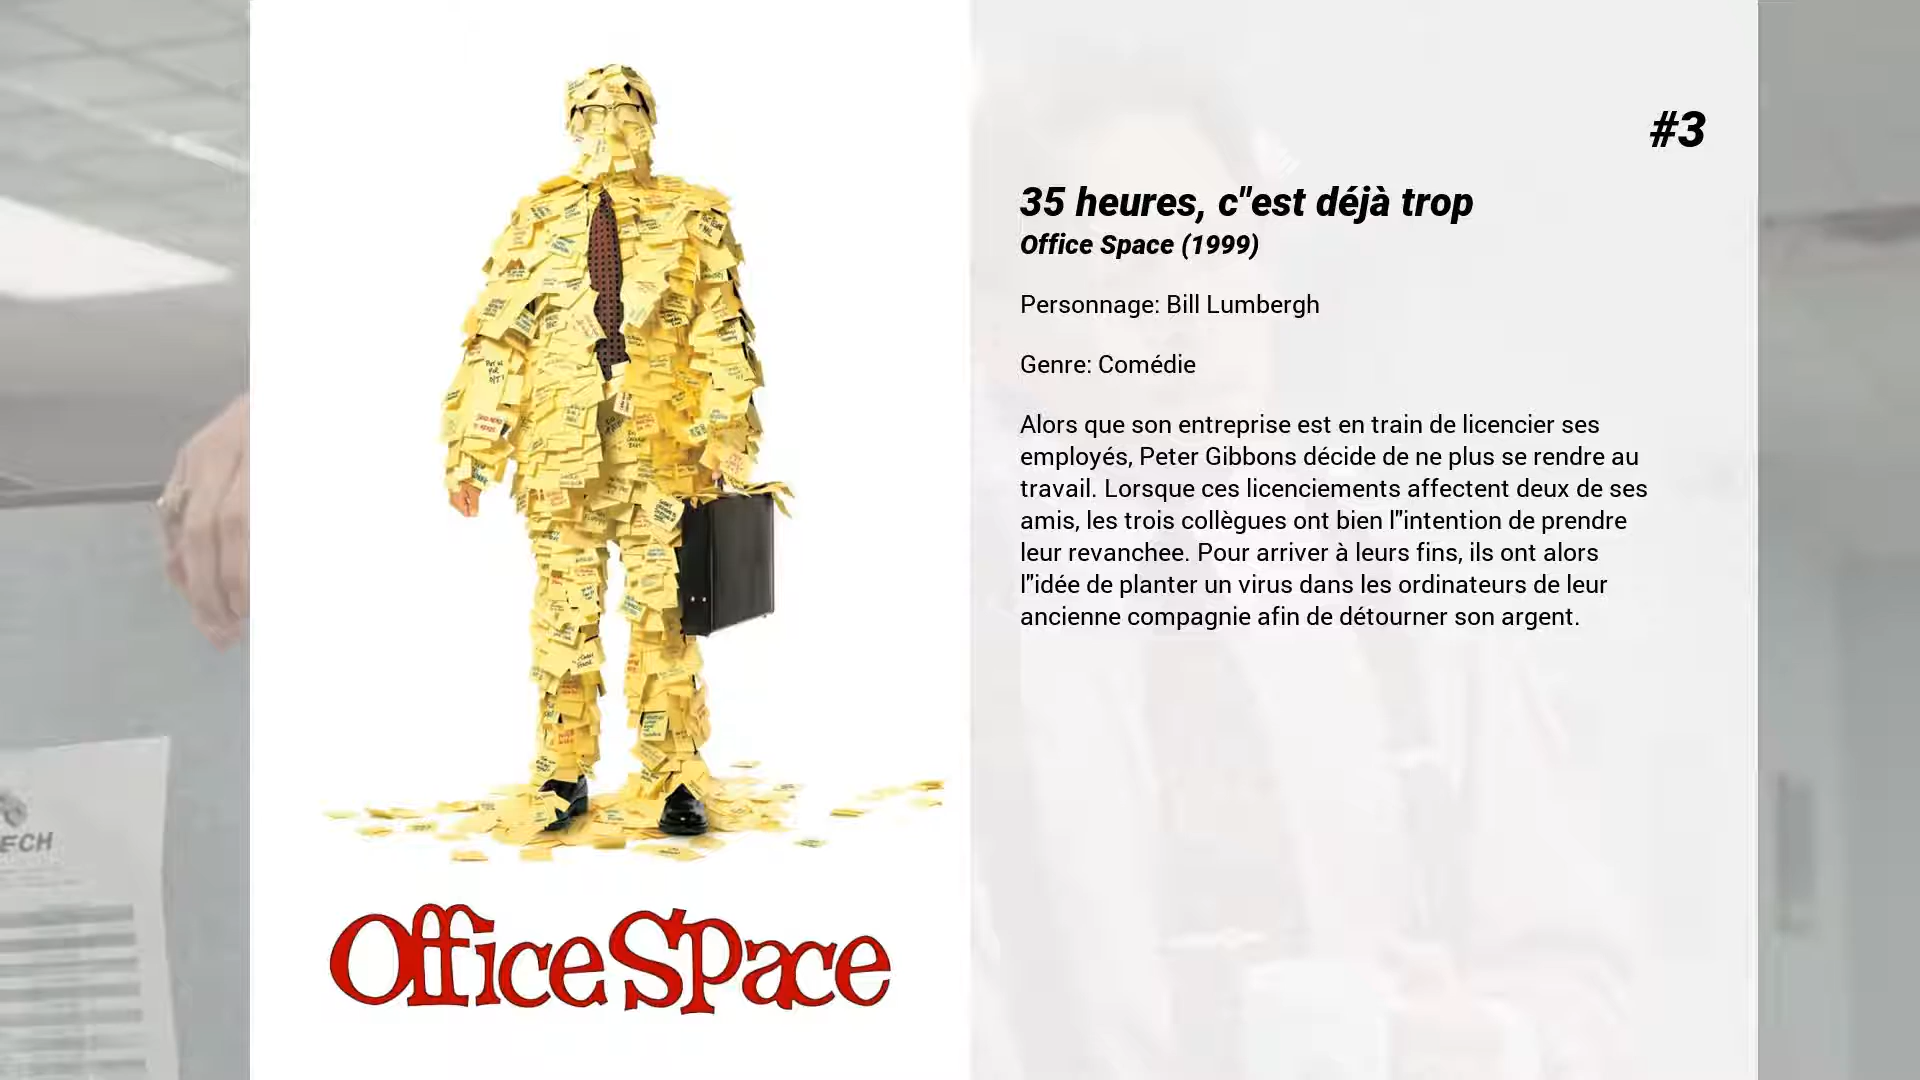 #3
35 heures, c"est déjà trop
Office Space (1999)
Personnage: Bill Lumbergh
Genre: Comédie
Alors que son entreprise est en train de licencier ses
employés, Peter Gibbons décide de ne plus se rendre au
travail. Lorsque ces licenciements affectent deux de ses
amis, les trois collègues ont bien l"intention de prendre
leur revanchee. Pour arriver à leurs fins, ils ont alors
l"idée de planter un virus dans les ordinateurs de leur
ancienne compagnie afin de détourner son argent.
ECH
Office Space